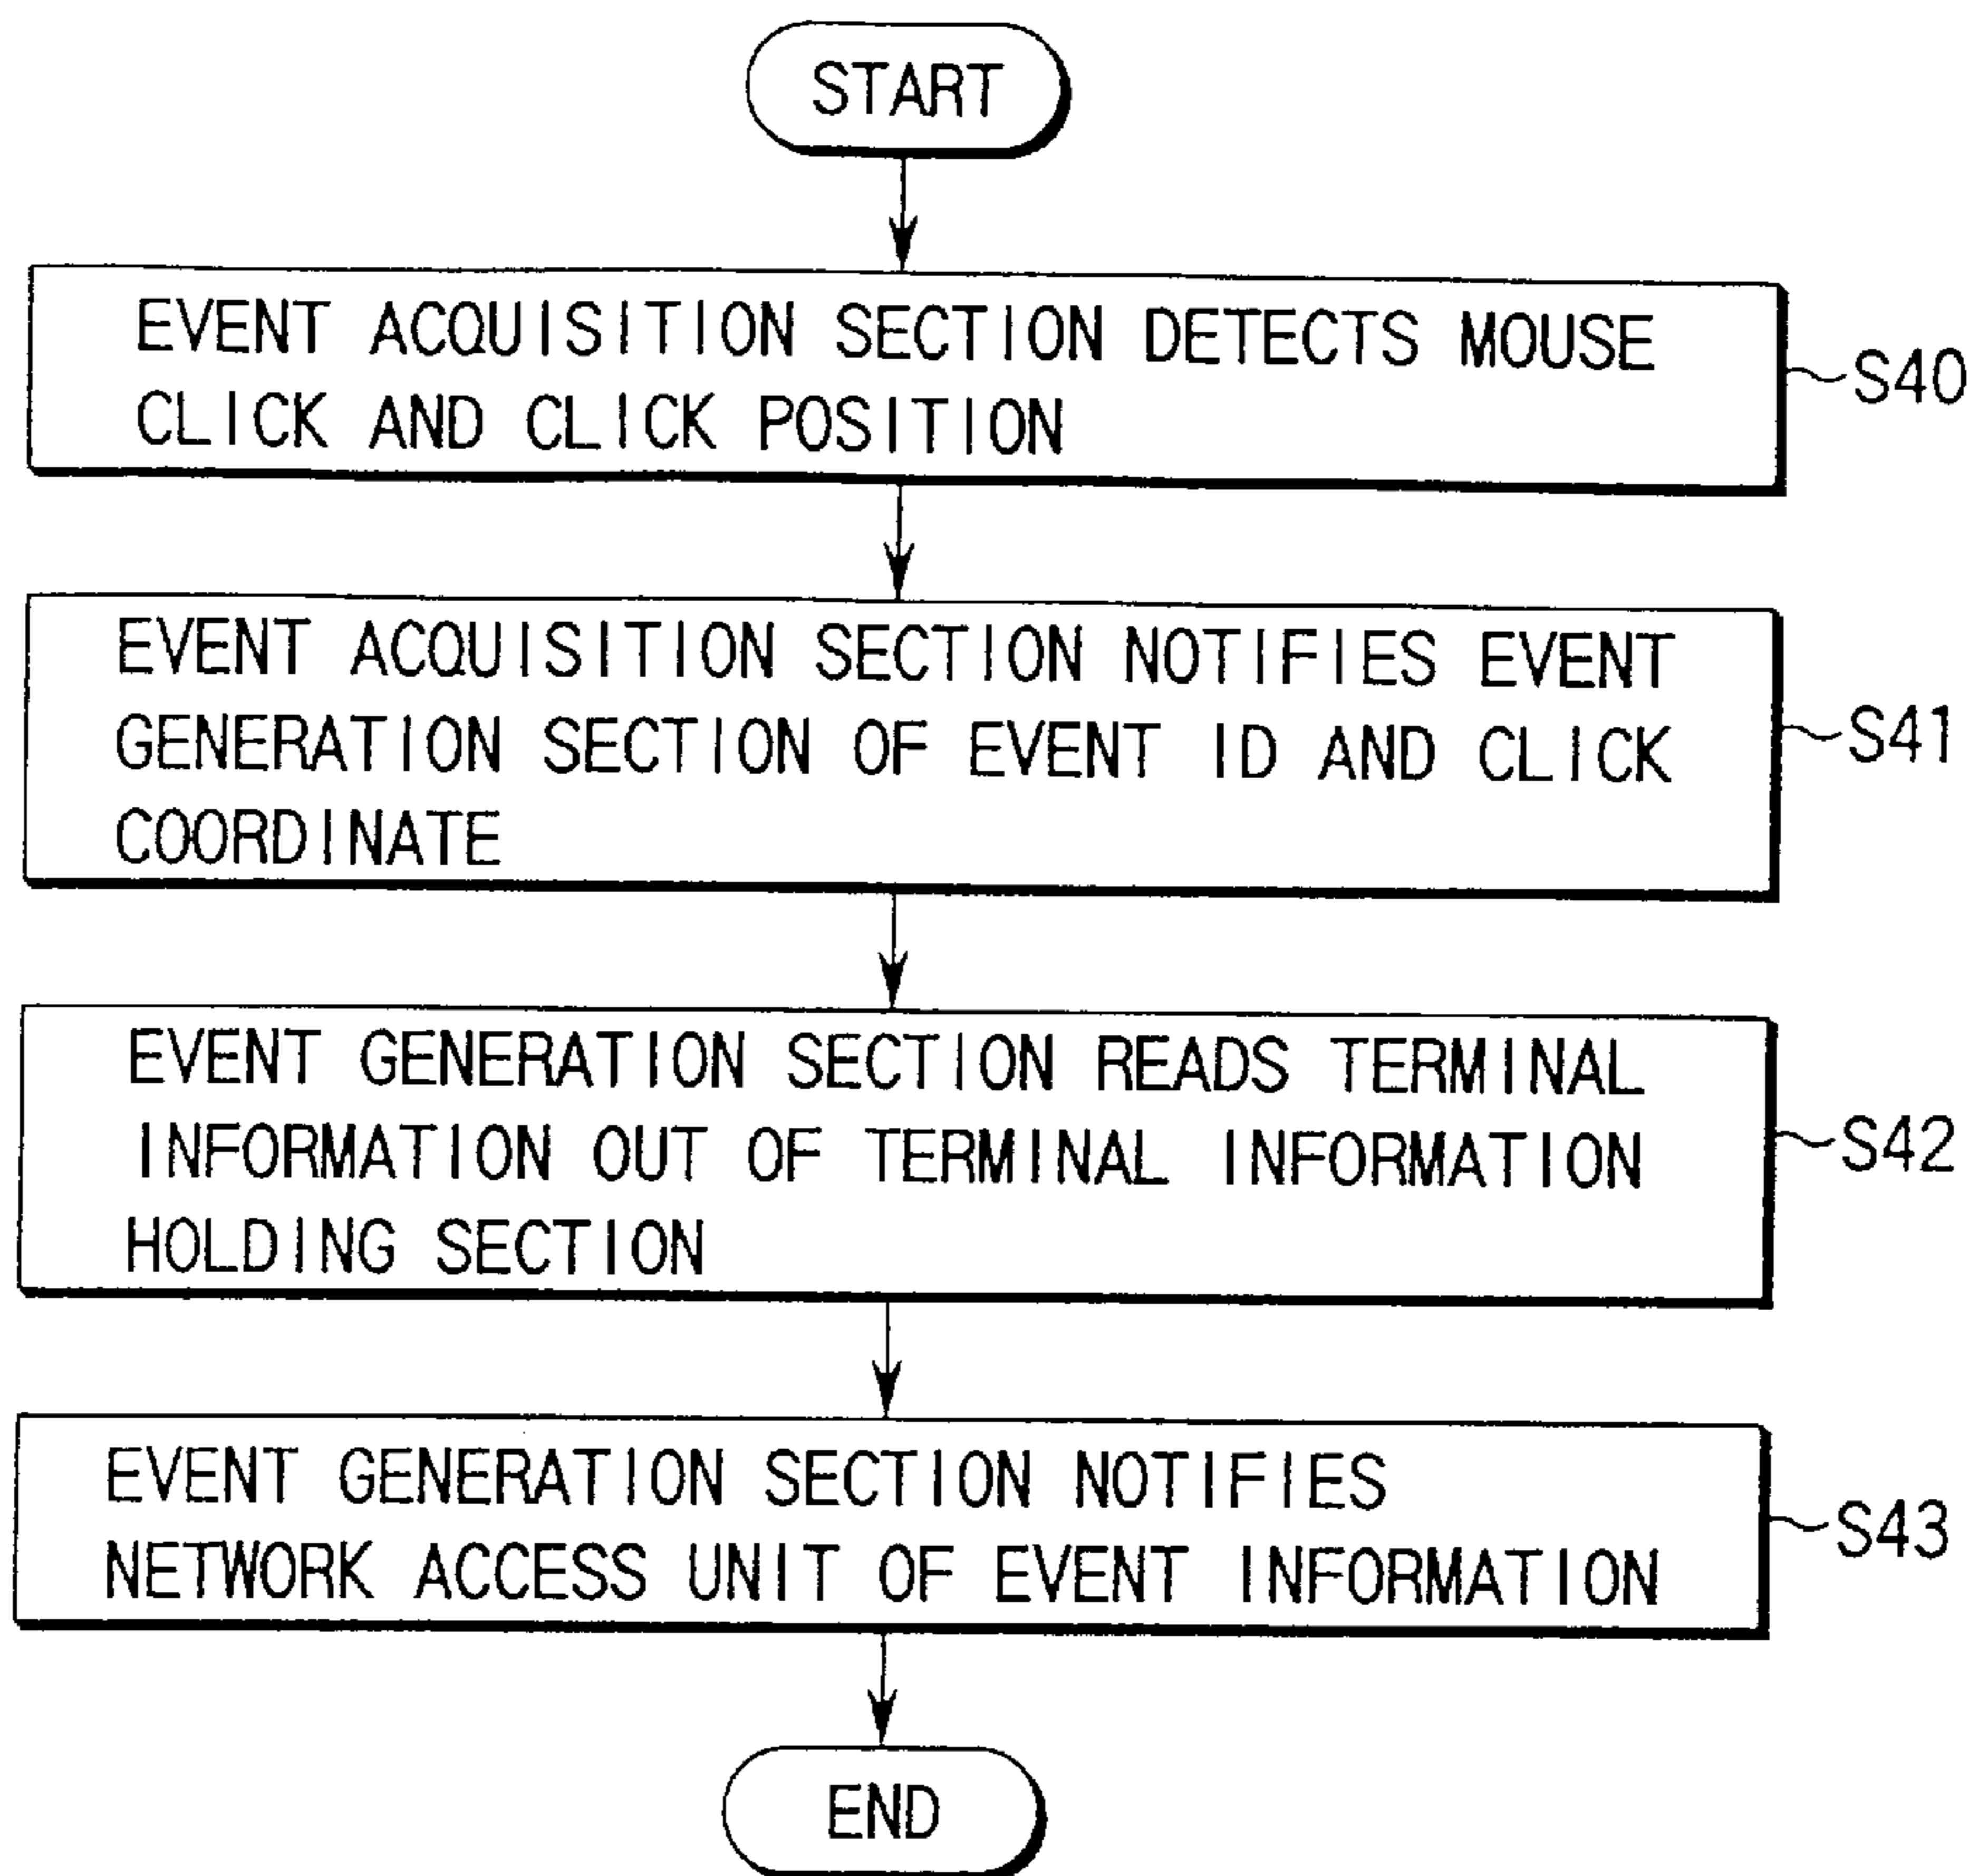 START
EVENT ACQUISITION SECTION DETECTS MOUSE
CLICK AND CLICK POSITION
S40
EVENT ACQUISITION SECTION NOTIFIES EVENT
GENERATION SECTION OF EVENT ID AND CLICK
COORDINATE
S41
EVENT GENERATION SECTION READS TERMINAL
INFORMATION OUT OF TERMINAL INFORMATION
HOLDING SECTION
S42
EVENT GENERATION SECTION NOTIFIES
NETWORK ACCESS UNIT OF EVENT INFORMATION
S43
END